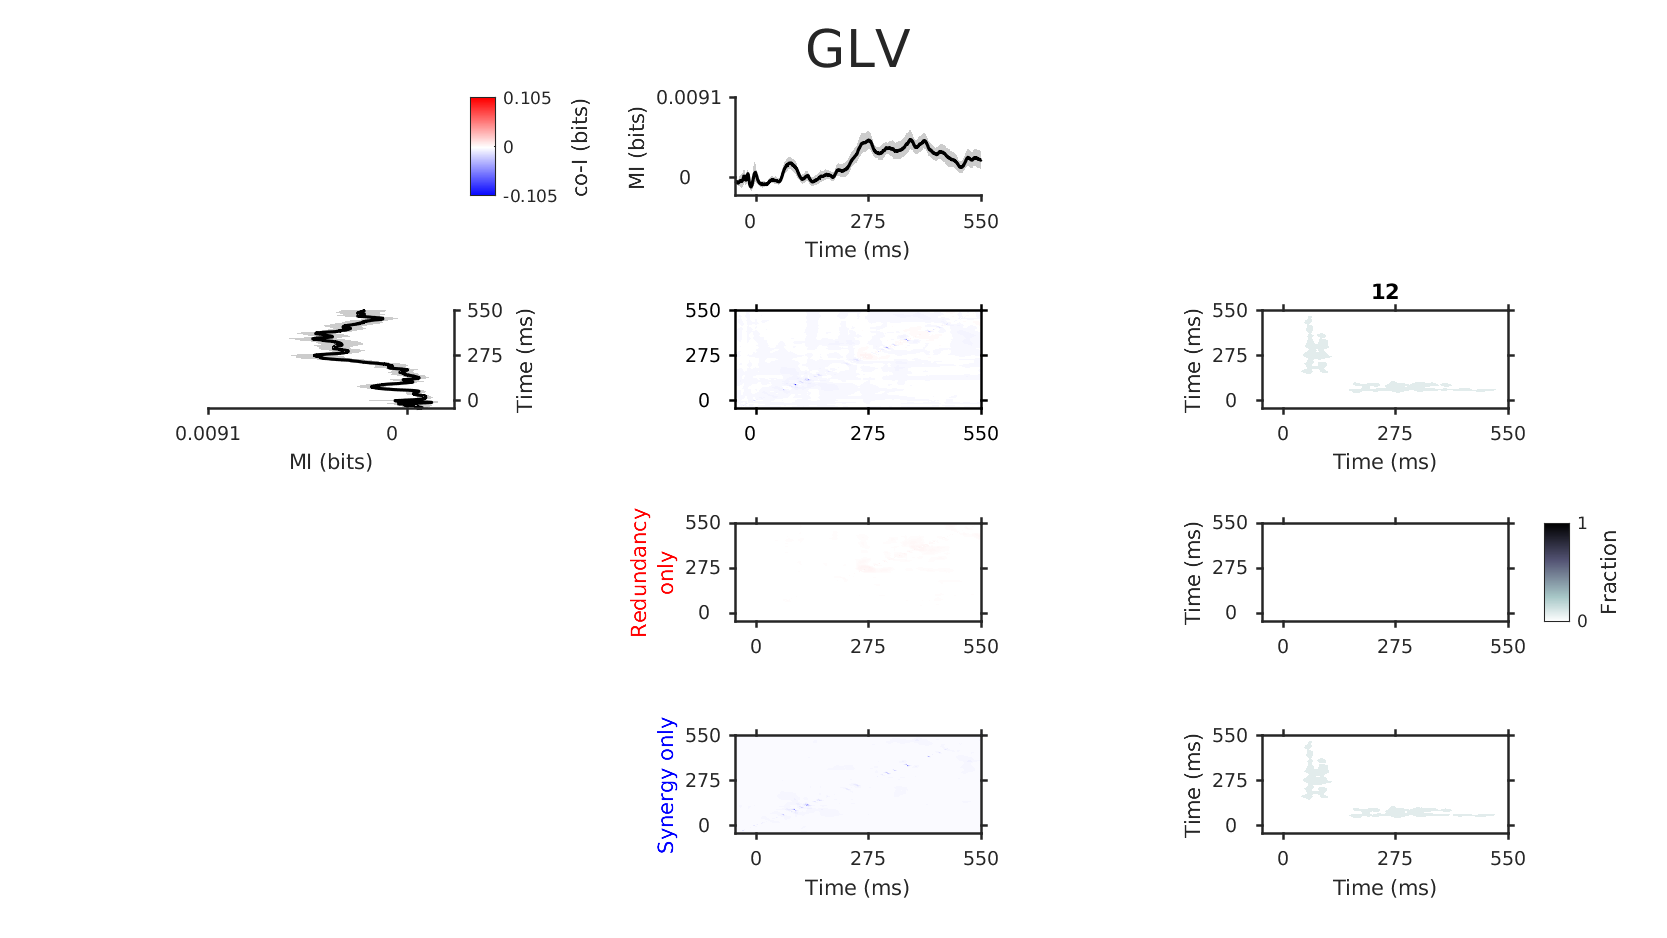 GLV
0.105
0
-0.105
co-I (bits)
MI (bits)
0.0091
0
0 275 550
Time (ms)
550
275
0
Time (ms)
0.0091 0
MI (bits)
550
275
0
0 275 550
12
Time (ms)
550
275
0
0 275 550
Time (ms)
Redundancy
only
550
275
0
0 275 550
Time (ms)
550
275
0
0 275 550
1
0
Fraction
Synergy only
550
275
0
0 275 550
Time (ms)
Time (ms)
550
275
0
0 275 550
Time (ms)